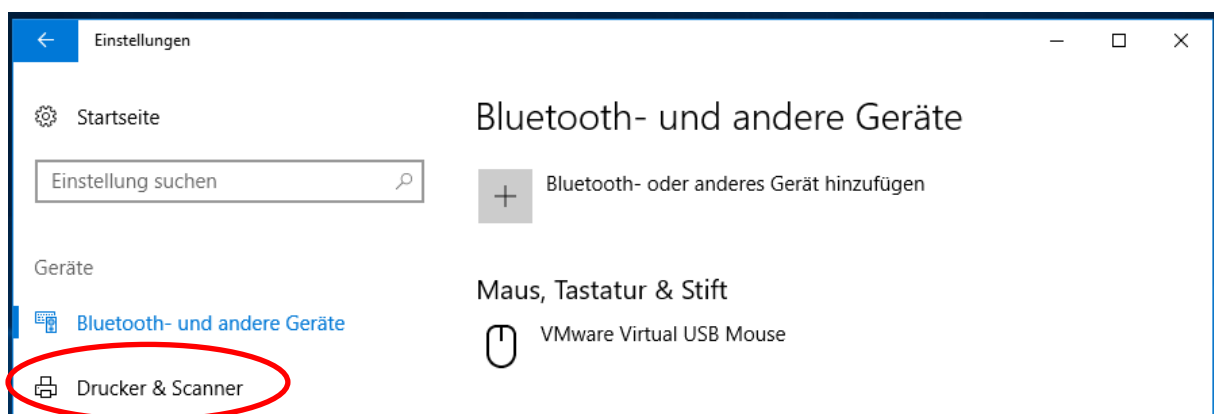 Einstellungen
Startseite
Einstellung suchen
Geräte
Bluetooth- und andere Geräte
Drucker & Scanner
Bluetooth- und andere Geräte
Bluetooth- oder anderes Gerät hinzufügen
Maus, Tastatur & Stift
VMware Virtual USB Mouse